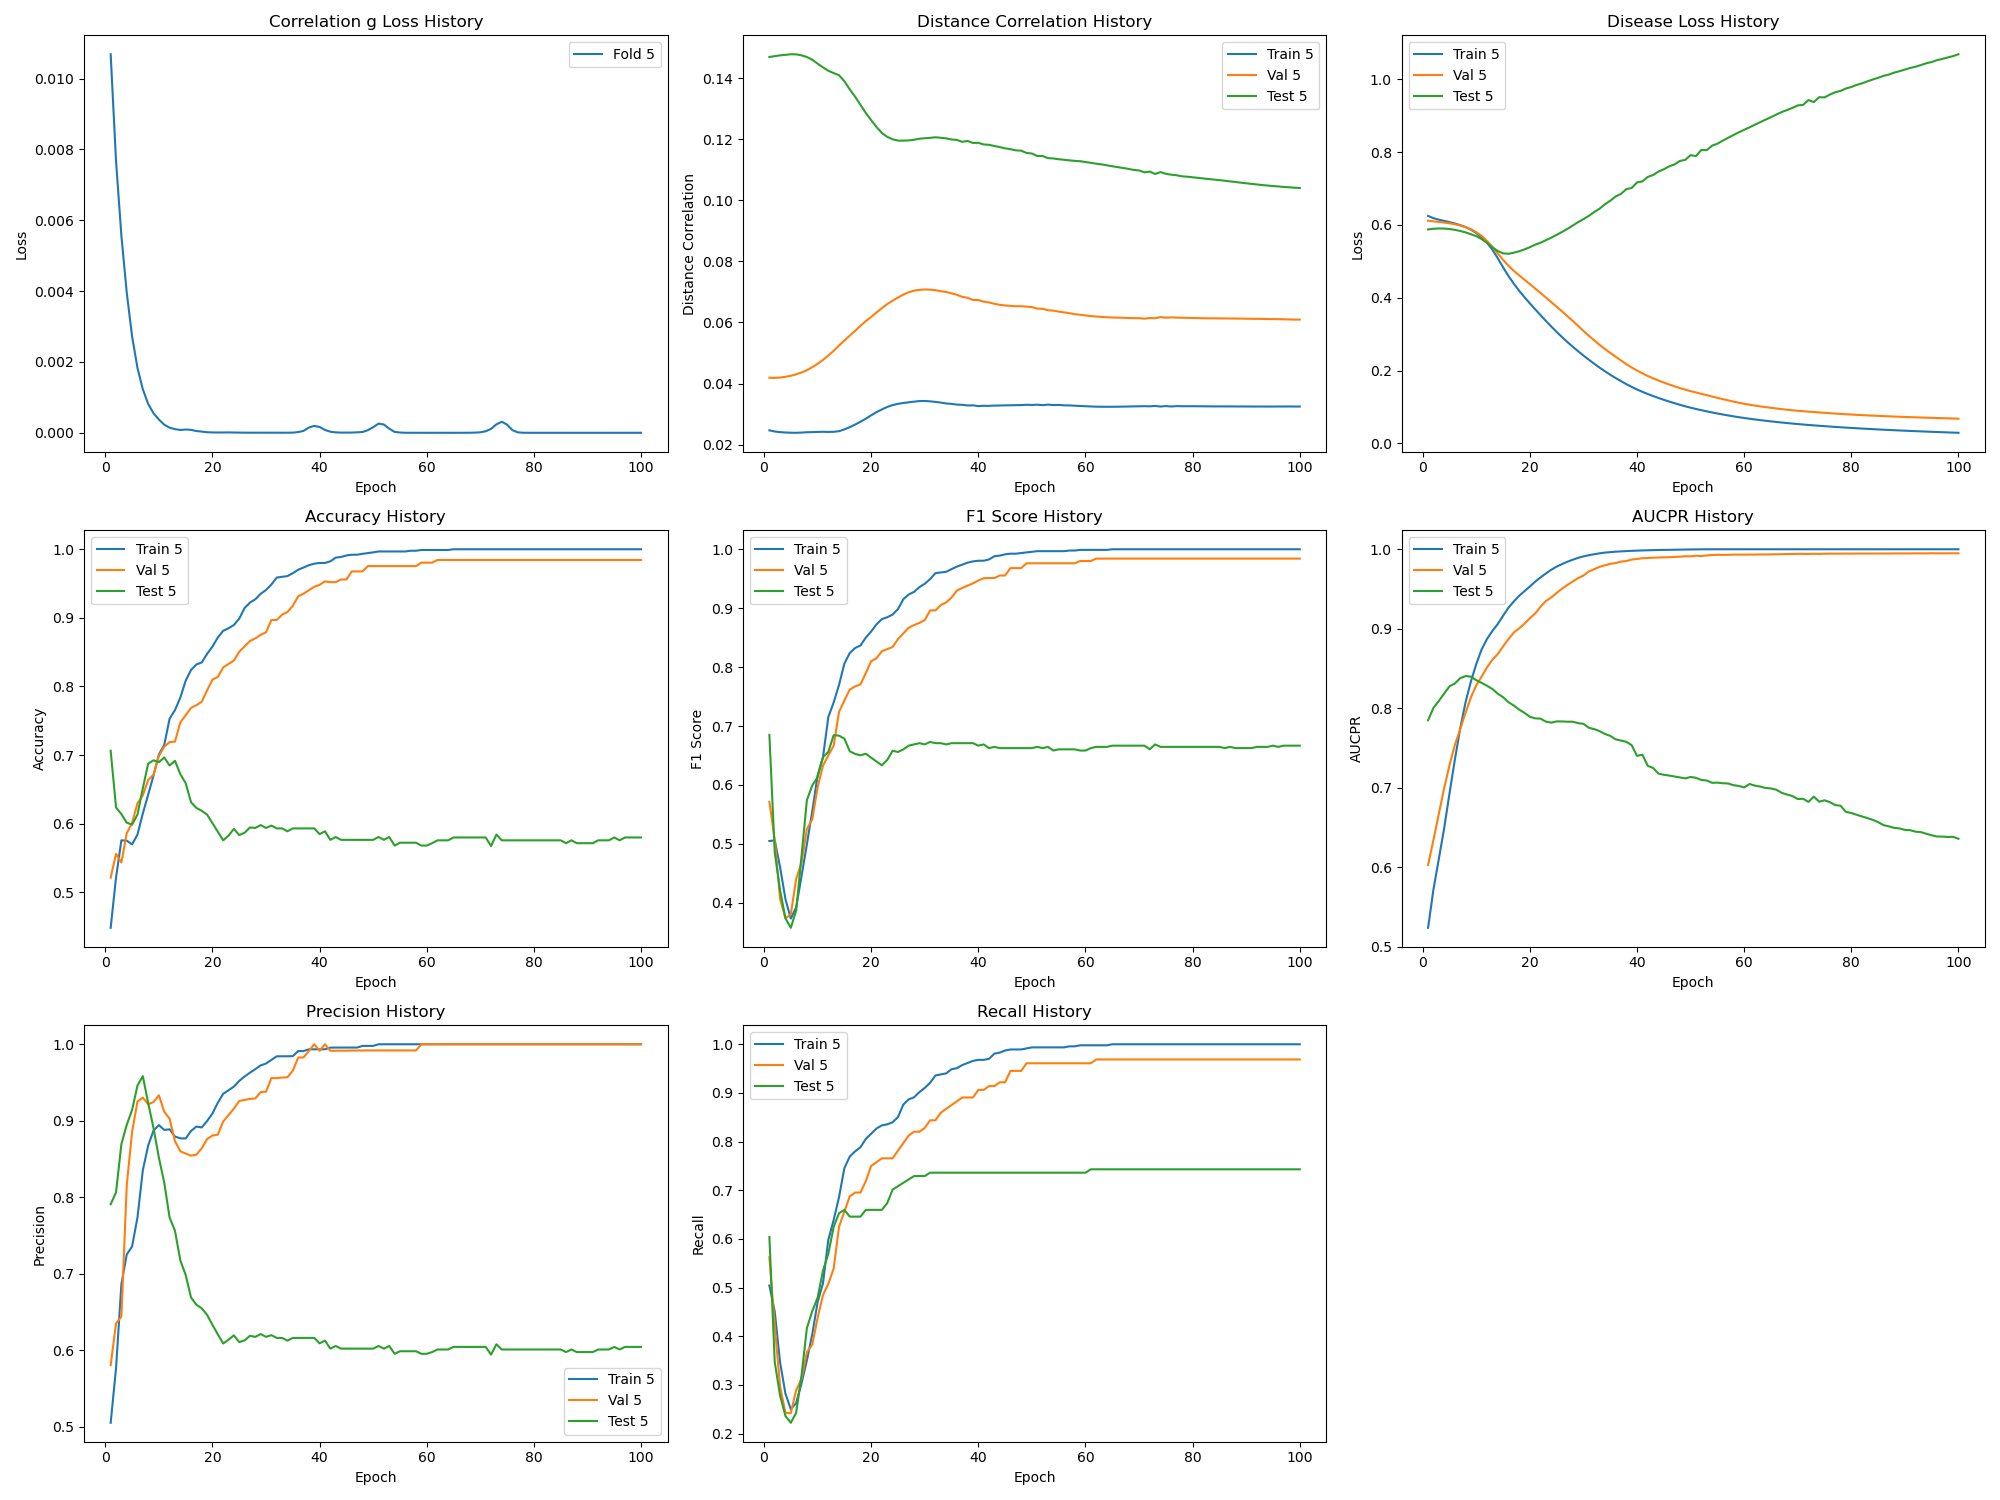 Correlation g Loss History
Fold 5
Loss
0.010
0.008
0.006
0.004
0.002
0.000
0 20 40 60 80 100
Epoch
Distance Correlation History
Train 5
Val 5
Test 5
Distance Correlation
0.14
0.12
0.10
0.08
0.06
0.04
0.02
0 20 40 60 80 100
Epoch
Disease Loss History
Train 5
Val 5
Test 5
Loss
1.0
0.8
0.6
0.4
0.2
0.0
0 20 40 60 80 100
Epoch
Accuracy History
Train 5
Val 5
Test 5
Accuracy
1.0
0.9
0.8
0.7
0.6
0.5
0 20 40 60 80 100
Epoch
F1 Score History
Train 5
Val 5
Test 5
F1 Score
1.0
0.9
0.8
0.7
0.6
0.5
0.4
0 20 40 60 80 100
Epoch
AUCPR History
Train 5
Val 5
Test 5
AUCPR
1.0
0.9
0.8
0.7
0.6
0.5
0 20 40 60 80 100
Epoch
Precision History
Precision
1.0
0.9
0.8
0.7
0.6
0.5
Train 5
Val 5
Test 5
0 20 40 60 80 100
Epoch
Recall History
Train 5
Val 5
Test 5
Recall
1.0
0.9
0.8
0.7
0.6
0.5
0.4
0.3
0.2
0 20 40 60 80 100
Epoch